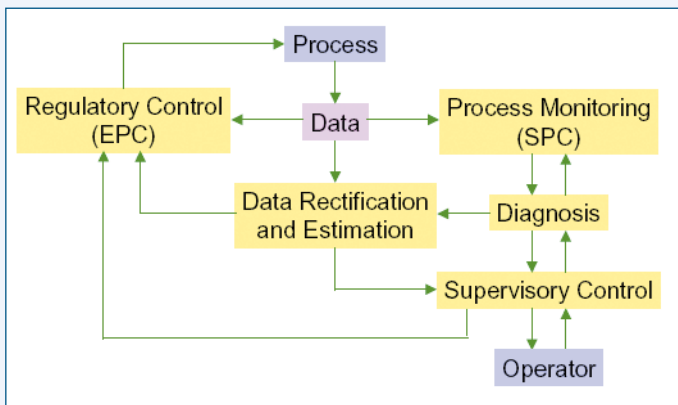 Process
Regulatory Control
(EPC)
Data
Process Monitoring
(SPC)
Data Rectification
and Estimation
Diagnosis
Supervisory Control
Operator